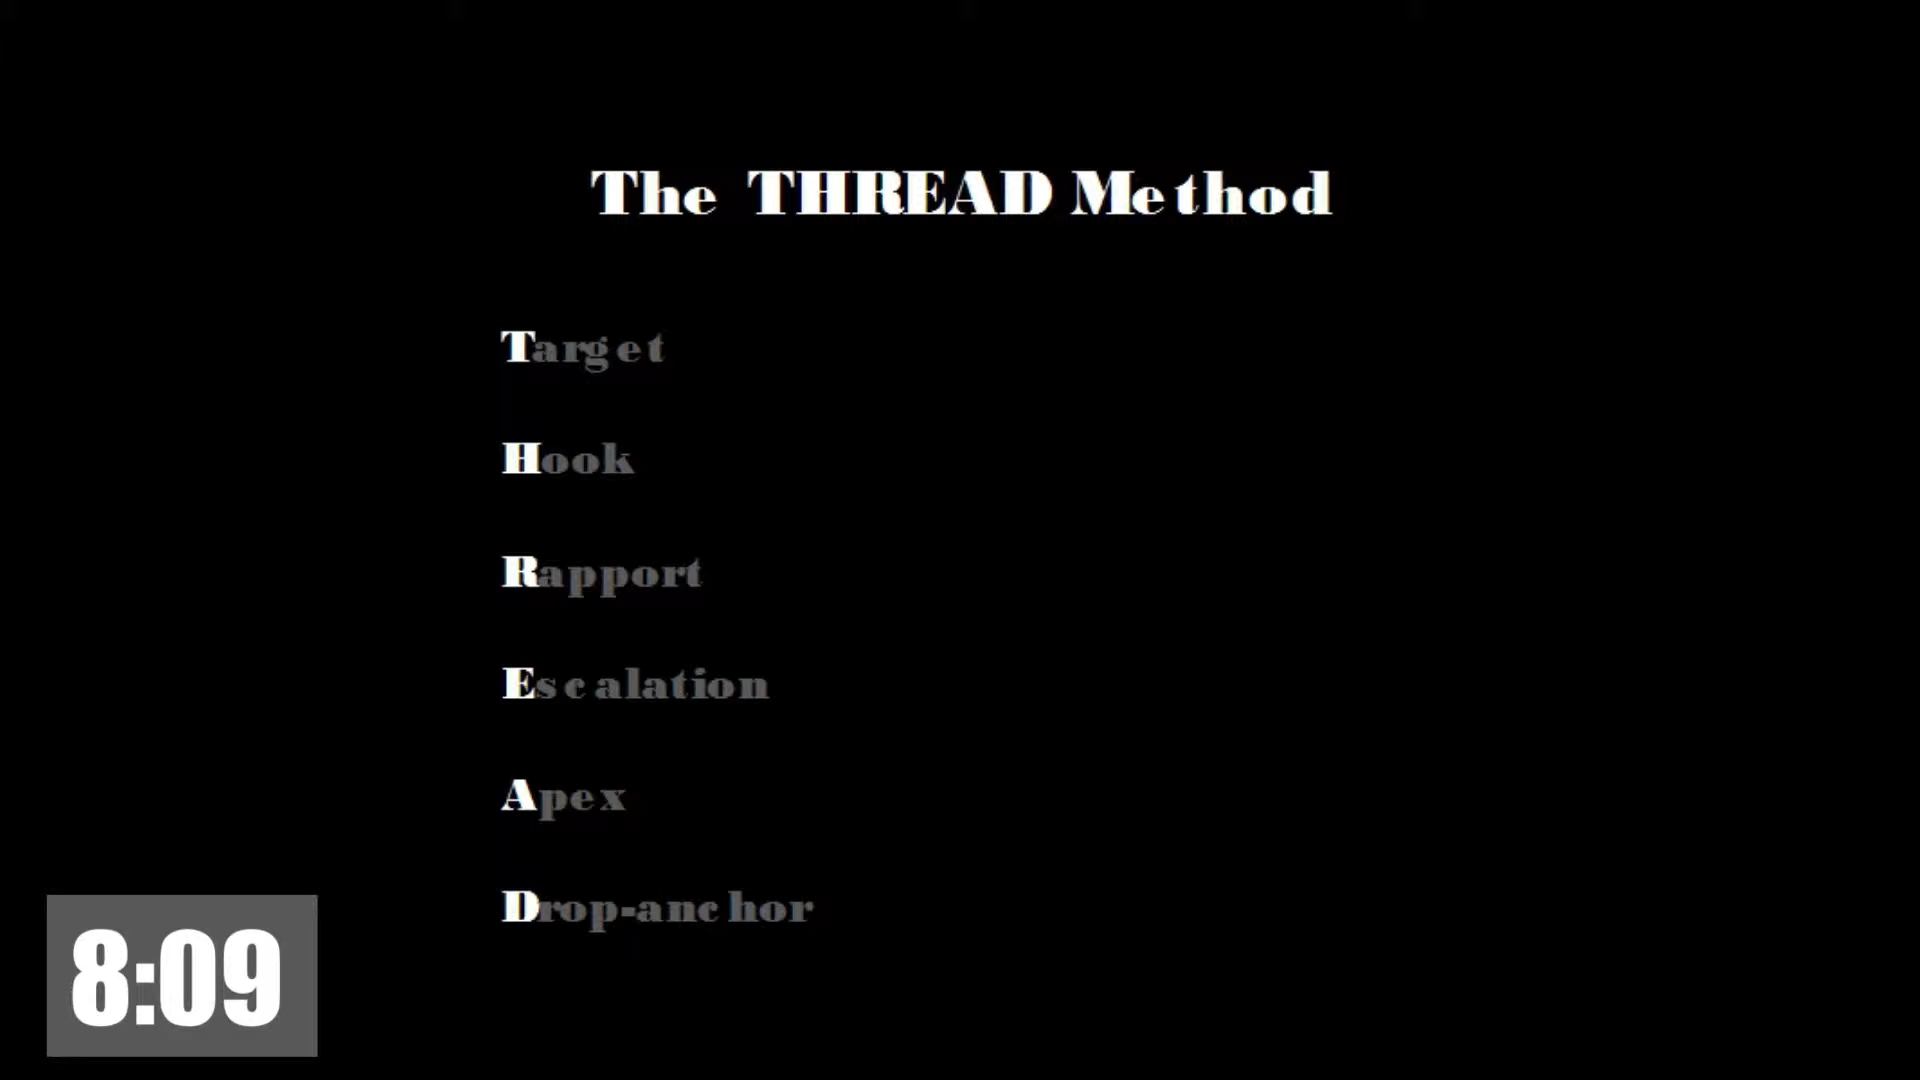 The THREAD Method
Target
Hook
Rapport
Escalation
Apex
Drop-anchor
8:09